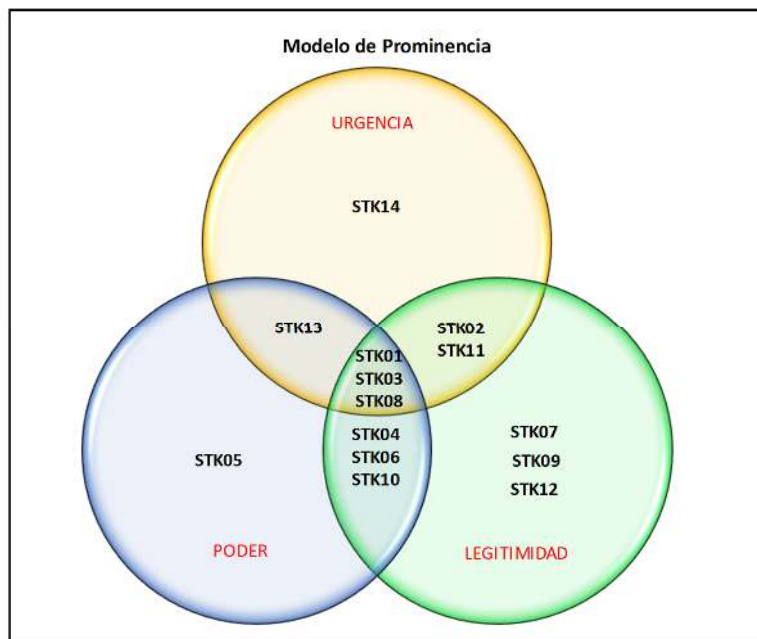 Modelo de Prominencia
URGENCIA
STK14
STK13
STK02
STK11
STK01
STK03
STK08
STK04
STK06
STK10
STK05
STK07
STK09
STK12
PODER
LEGITIMIDAD